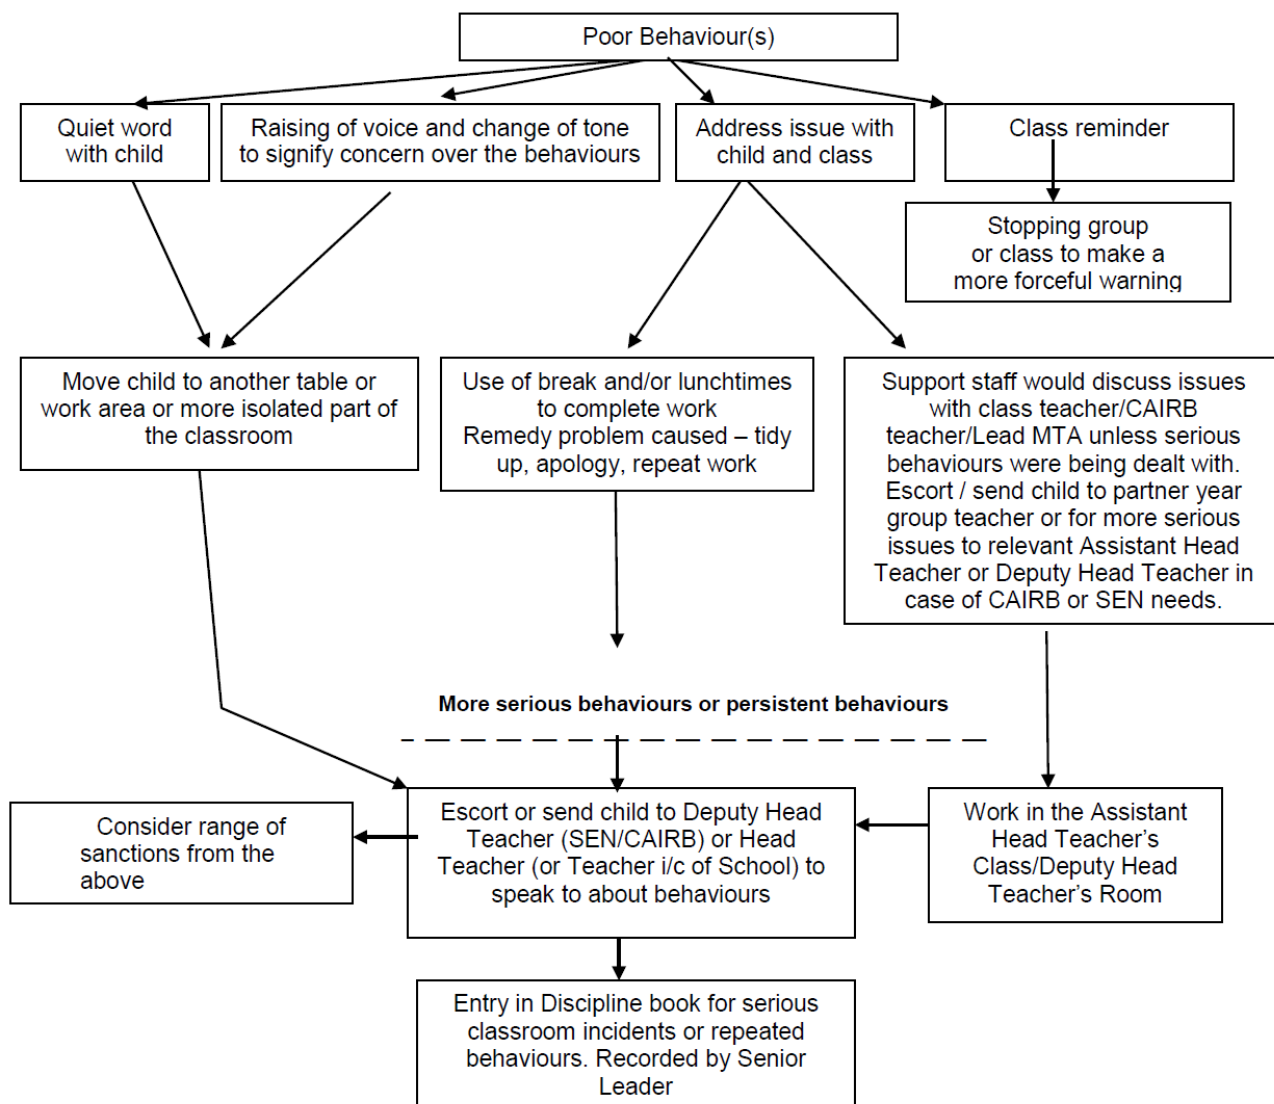 Poor Behaviour(s)
Quiet word
with child
Raising of voice and change of tone
to signify concern over the behaviours
Address issue with
child and class
Class reminder
Stopping group
or class to make a
more forceful warning
Move child to another table or
work area or more isolated part of
the classroom
Use of break and/or lunchtimes
to complete work
Remedy problem caused – tidy
up, apology, repeat work
Support staff would discuss issues
with class teacher/CAIRB
teacher/Lead MTA unless serious
behaviours were being dealt with.
Escort / send child to partner year
group teacher or for more serious
issues to relevant Assistant Head
Teacher or Deputy Head Teacher in
case of CAIRB or SEN needs.
More serious behaviours or persistent behaviours
Consider range of
sanctions from the
above
Escort or send child to Deputy Head
Teacher (SEN/CAIRB) or Head
Teacher (or Teacher i/c of School) to
speak to about behaviours
Work in the Assistant
Head Teacher's
Class/Deputy Head
Teacher's Room
Entry in Discipline book for serious
classroom incidents or repeated
behaviours. Recorded by Senior
Leader